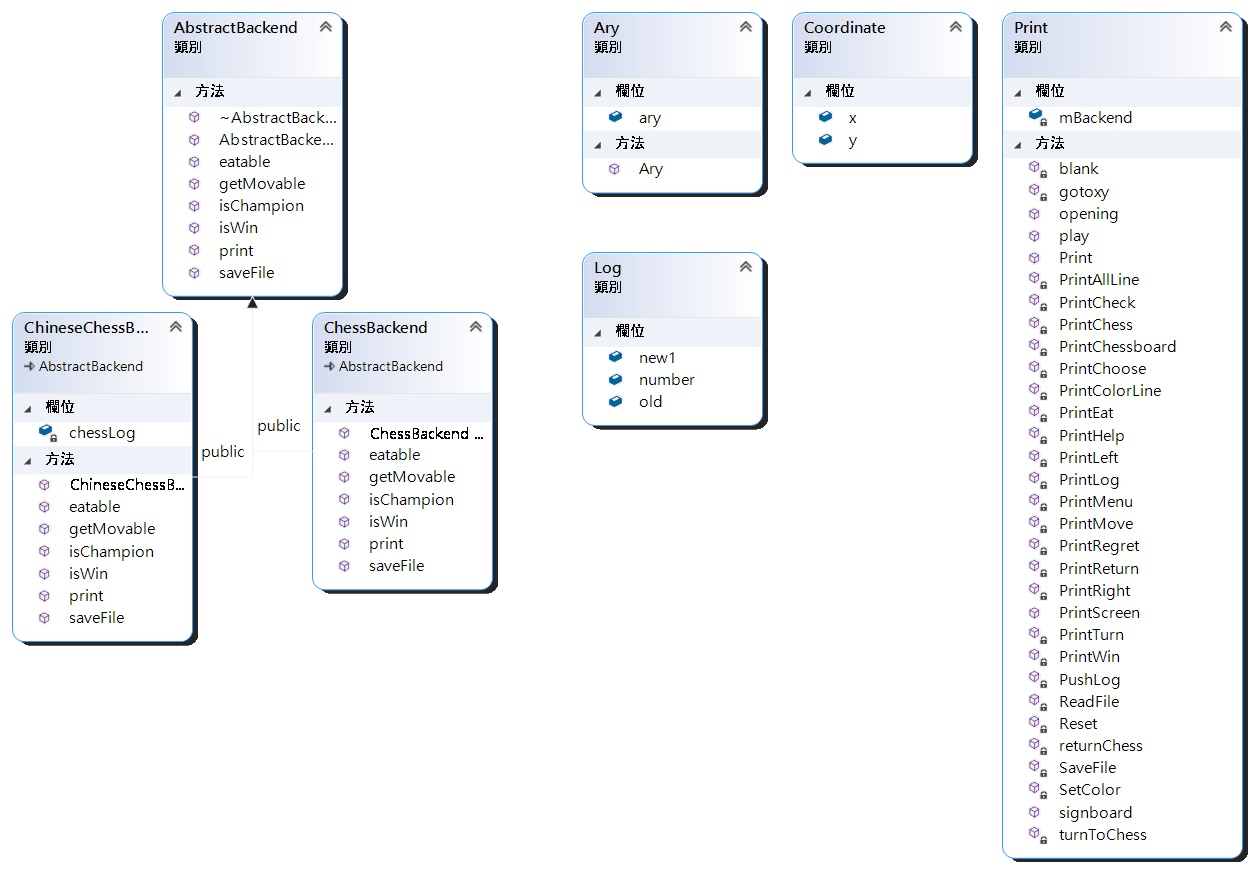 AbstractBackend
類別
方法
~AbstractBack...
AbstractBacke...
eatable
getMovable
isChampion
isWin
print
saveFile
ChineseChessB...
類別
AbstractBackend
欄位
chessLog
方法
ChineseChessB...
eatable
getMovable
isChampion
isWin
print
saveFile
public
public
ChessBackend
類別
AbstractBackend
方法
ChessBackend ...
eatable
getMovable
isChampion
isWin
print
saveFile
Ary
類別
欄位
ary
方法
Ary
Log
類別
欄位
new1
number
old
Coordinate
類別
欄位
x
y
Print
類別
欄位
mBackend
方法
blank
gotoxy
opening
play
Print
PrintAllLine
PrintCheck
PrintChess
PrintChessboard
PrintChoose
PrintColorLine
PrintEat
PrintHelp
PrintLeft
PrintLog
PrintMenu
PrintMove
PrintRegret
PrintReturn
PrintRight
PrintScreen
PrintTurn
PrintWin
PushLog
ReadFile
Reset
returnChess
SaveFile
SetColor
signboard
turnToChess